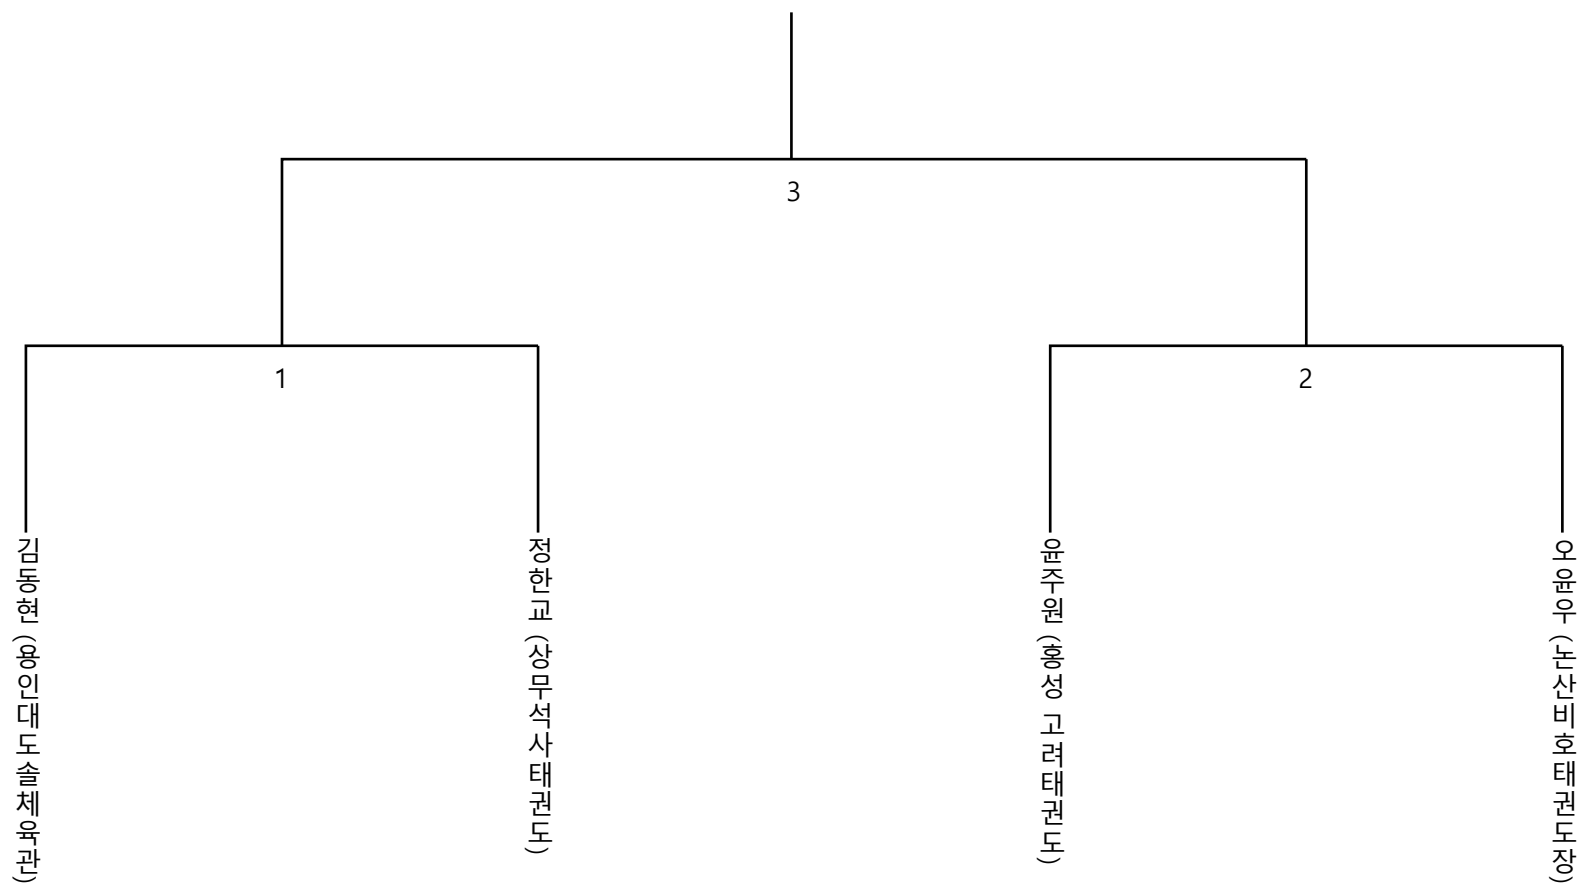 3
1
2
김동현 (용인대도솔체육관)
정한교 (상무석사태권도)
윤주원 (홍성 고려태권도)
오윤우 (논산비호태권도장)